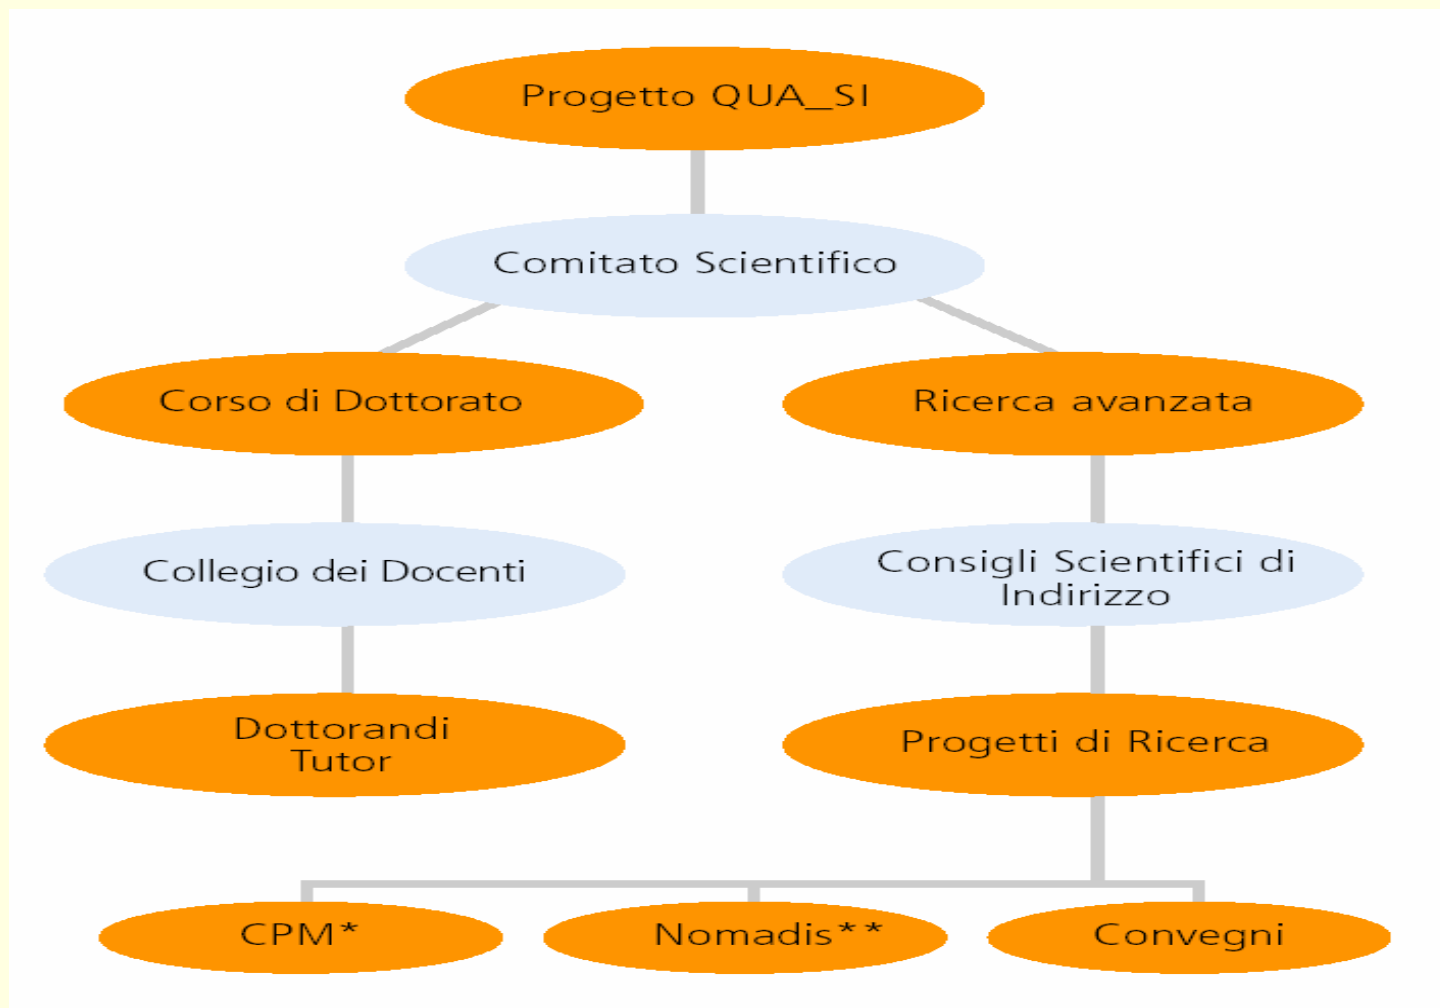 Progetto QUA_SI
Comitato Scientifico
Corso di Dottorato
Ricerca avanzata
Collegio dei Docenti
Consigli Scientifici di
Indirizzo
Dottorandi
Tutor
Progetti di Ricerca
CPM*
Nomadis**
Convegni